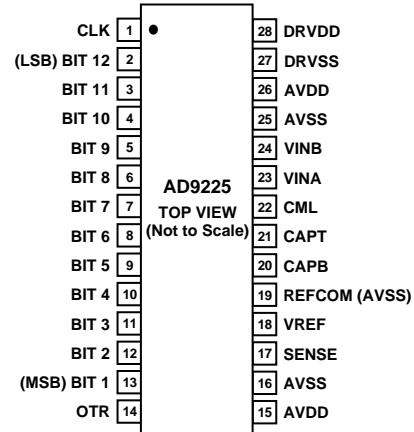 CLK 1 28 DRVDD
(LSB) BIT 12 2 27 DRVSS
BIT 11 3 26 AVDD
BIT 10 4 25 AVSS
BIT 9 5 24 VINB
BIT 8 6 23 VINA
BIT 7 7 22 CML
BIT 6 8 21 CAPT
BIT 5 9 20 CAPB
BIT 4 10 19 REFCOM (AVSS)
BIT 3 11 18 VREF
BIT 2 12 17 SENSE
(MSB) BIT 1 13 16 AVSS
OTR 14 15 AVDD
AD9225
TOP VIEW
(Not to Scale)